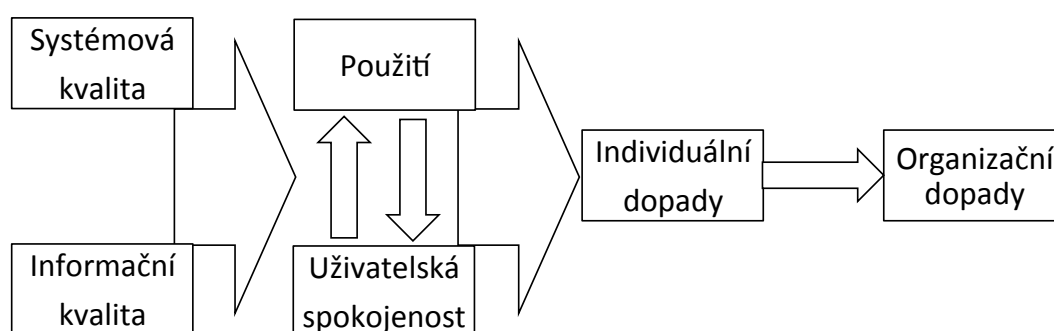 Systémová
kvalita
Použití
Individuální
dopady
Organizační
dopady
Informační
kvalita
Uživatelská
spokojenost